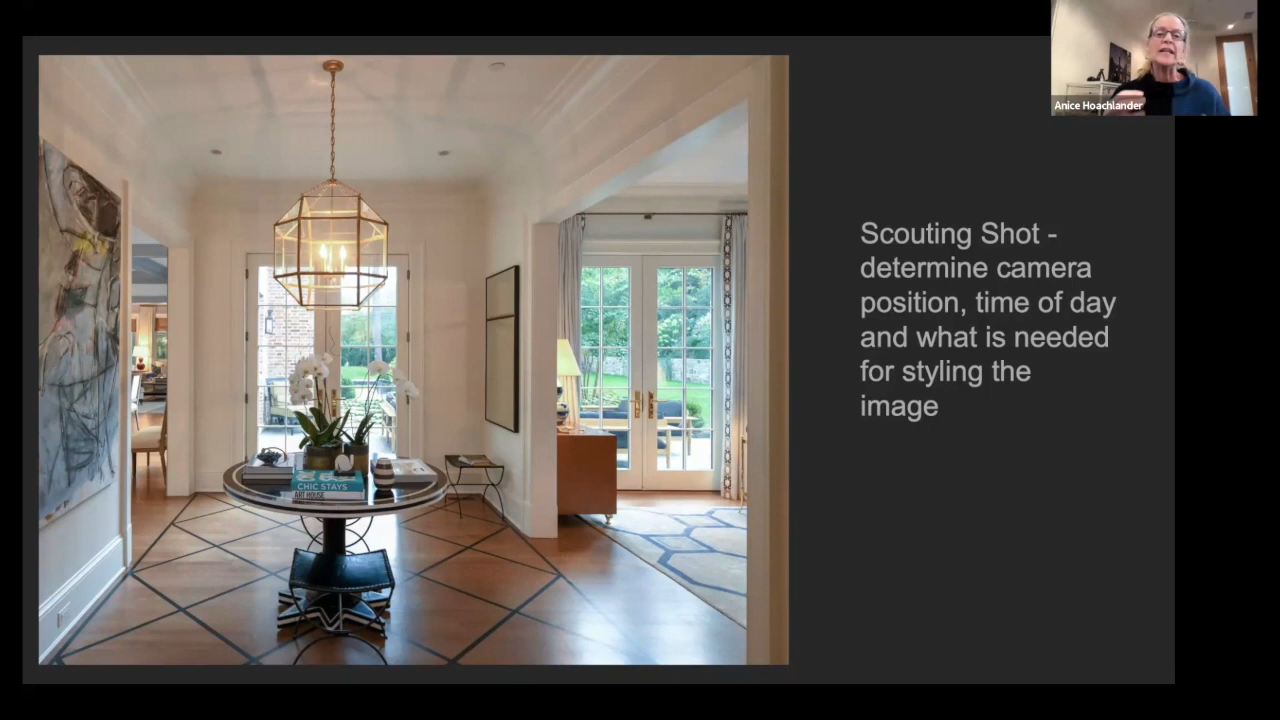 Anice Hoachlander
Scouting Shot -
determine camera
position, time of day
and what is needed
for styling the
image
CHIC STAYS
ART HOUSE